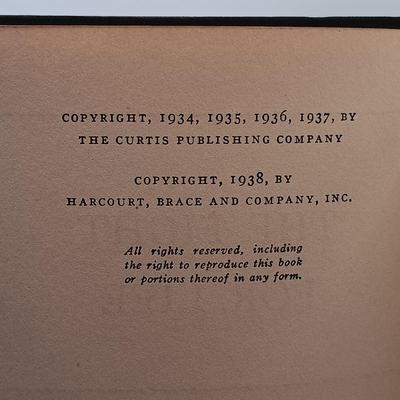 COPYRIGHT, 1934, 1935, 1936, 1937, BY
THE CURTIS PUBLISHING COMPANY
COPYRIGHT, 1938, BY
HARCOURT, BRACE AND COMPANY, INC.
All rights reserved, including
the right to reproduce this book
or portions thereof in any form.